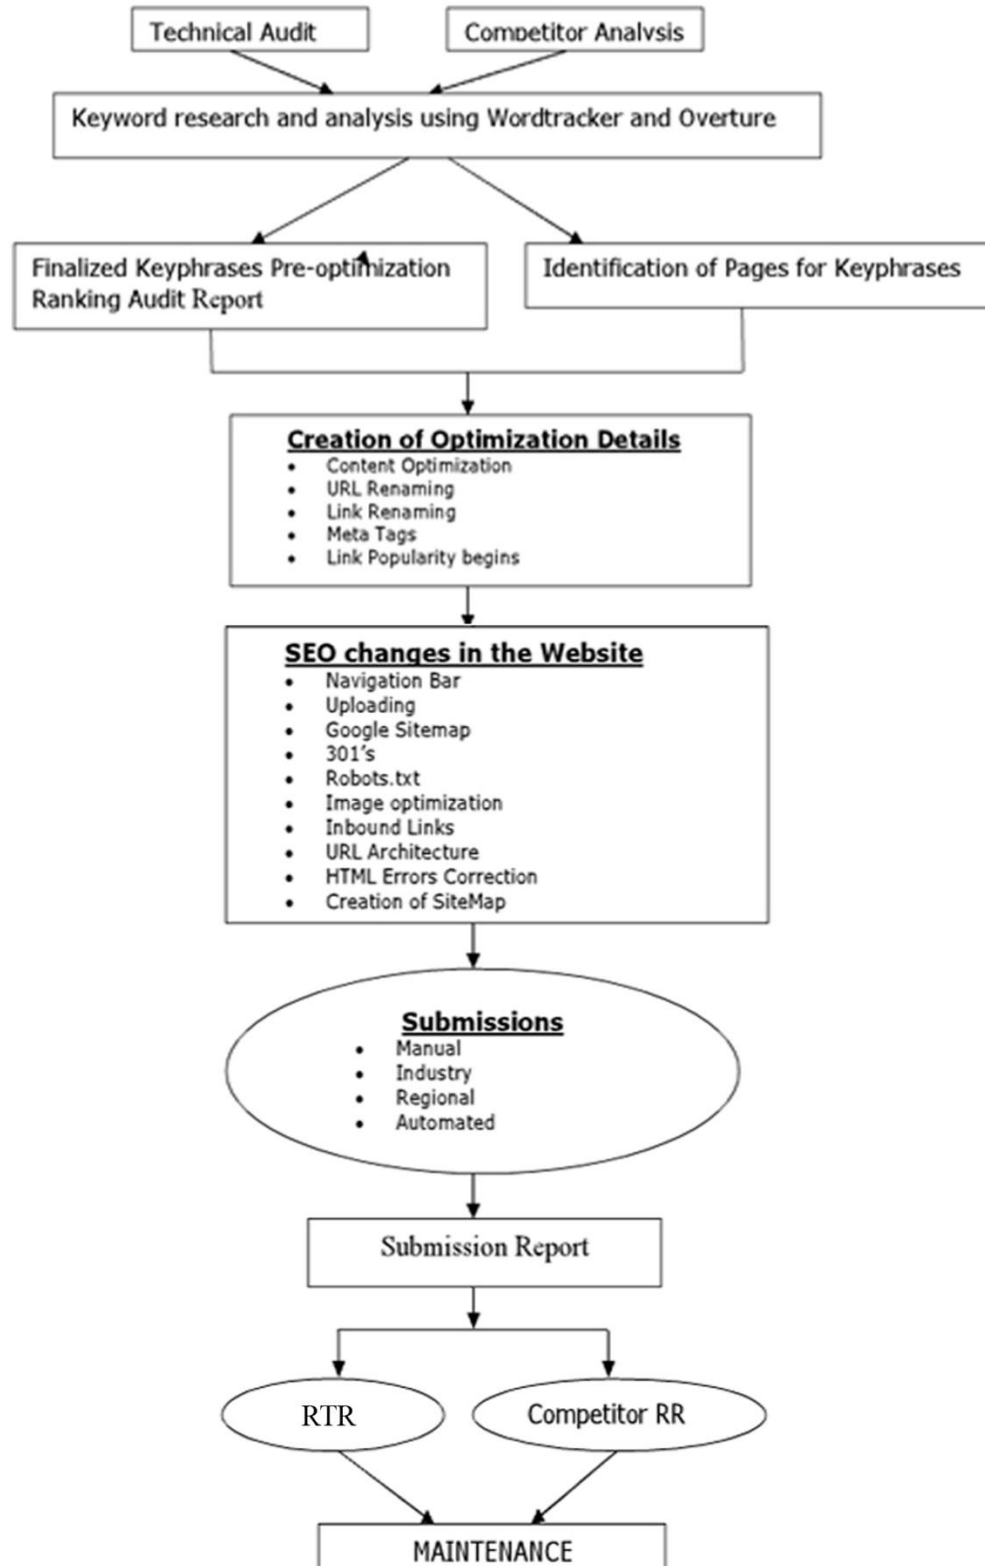 Technical Audit
Competitor Analysis
Keyword research and analysis using Wordtracker and Overture
Finalized Keyphrases Pre-optimization
Ranking Audit Report
Identification of Pages for Keyphrases
Creation of Optimization Details
• Content Optimization
• URL Renaming
• Link Renaming
• Meta Tags
• Link Popularity begins
SEO changes in the Website
• Navigation Bar
• Uploading
• Google Sitemap
• 301's
• Robots.txt
• Image optimization
• Inbound Links
• URL Architecture
• HTML Errors Correction
• Creation of SiteMap
Submissions
• Manual
• Industry
• Regional
• Automated
Submission Report
RTR
Competitor RR
MAINTENANCE